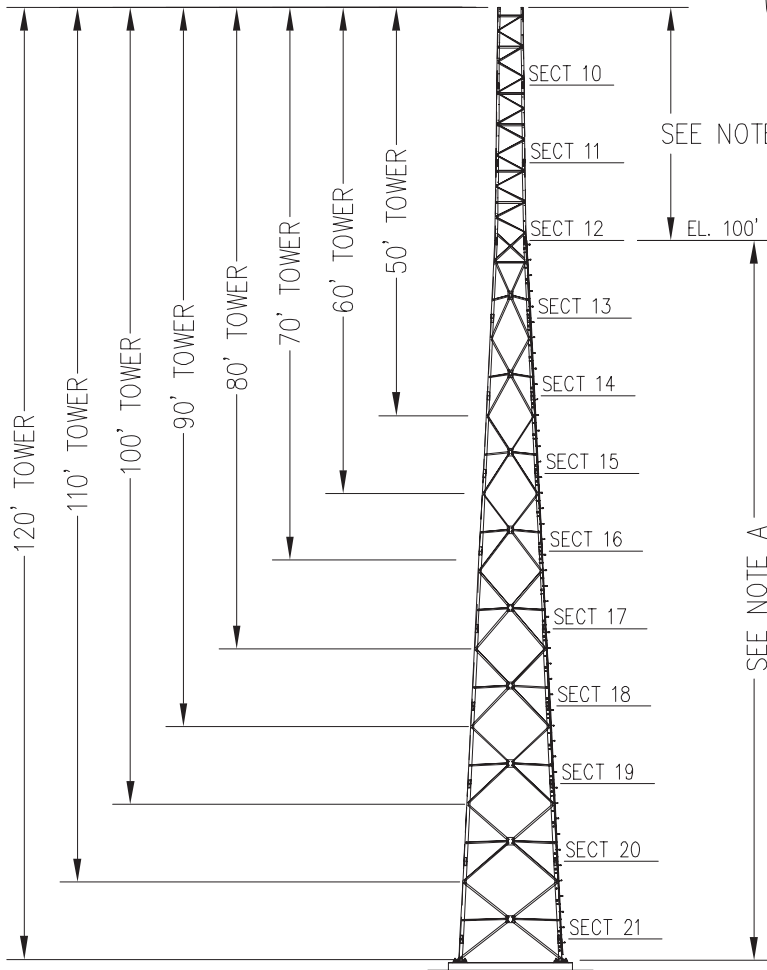 120' TOWER
110' TOWER
100' TOWER
90' TOWER
80' TOWER
70' TOWER
60' TOWER
50' TOWER
SECT 10
SECT 11
SECT 12
SECT 13
SECT 14
SECT 15
SECT 16
SECT 17
SECT 18
SECT 19
SECT 20
SECT 21
SEE NOTE
EL. 100'
SEE NOTE A